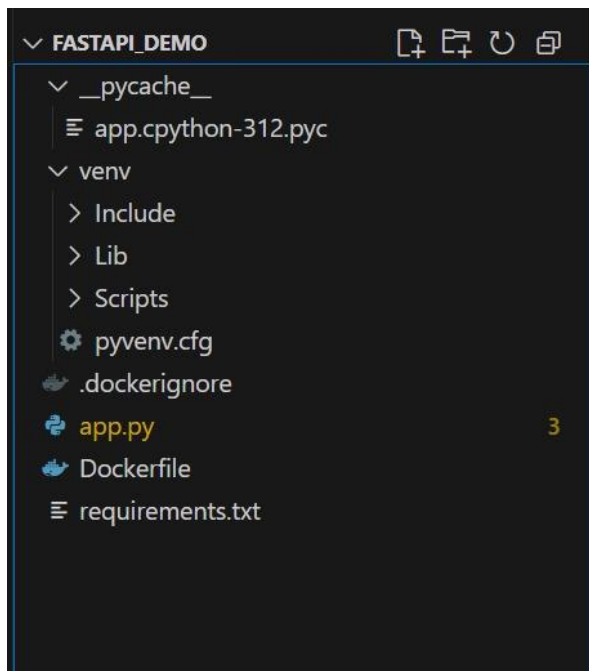 FASTAPI_DEMO
__pycache__
app.cpython-312.pyc
venv
Include
Lib
Scripts
pyvenv.cfg
.dockerignore
app.py 3
Dockerfile
requirements.txt